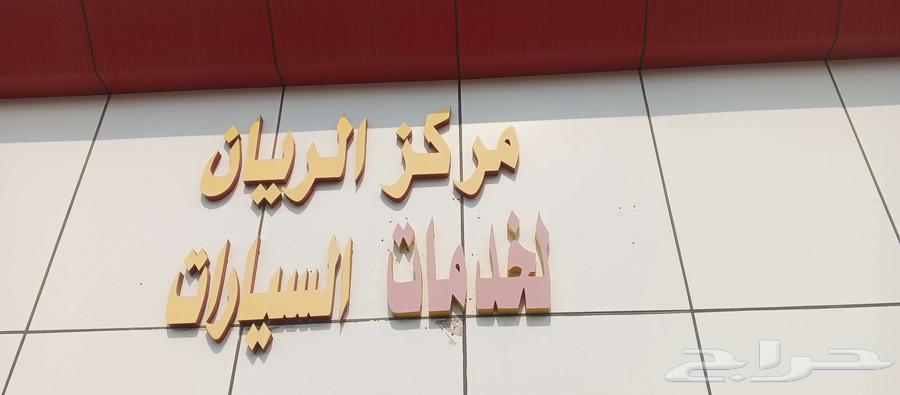 مركز الريان
لخدمات السيارات
حراج